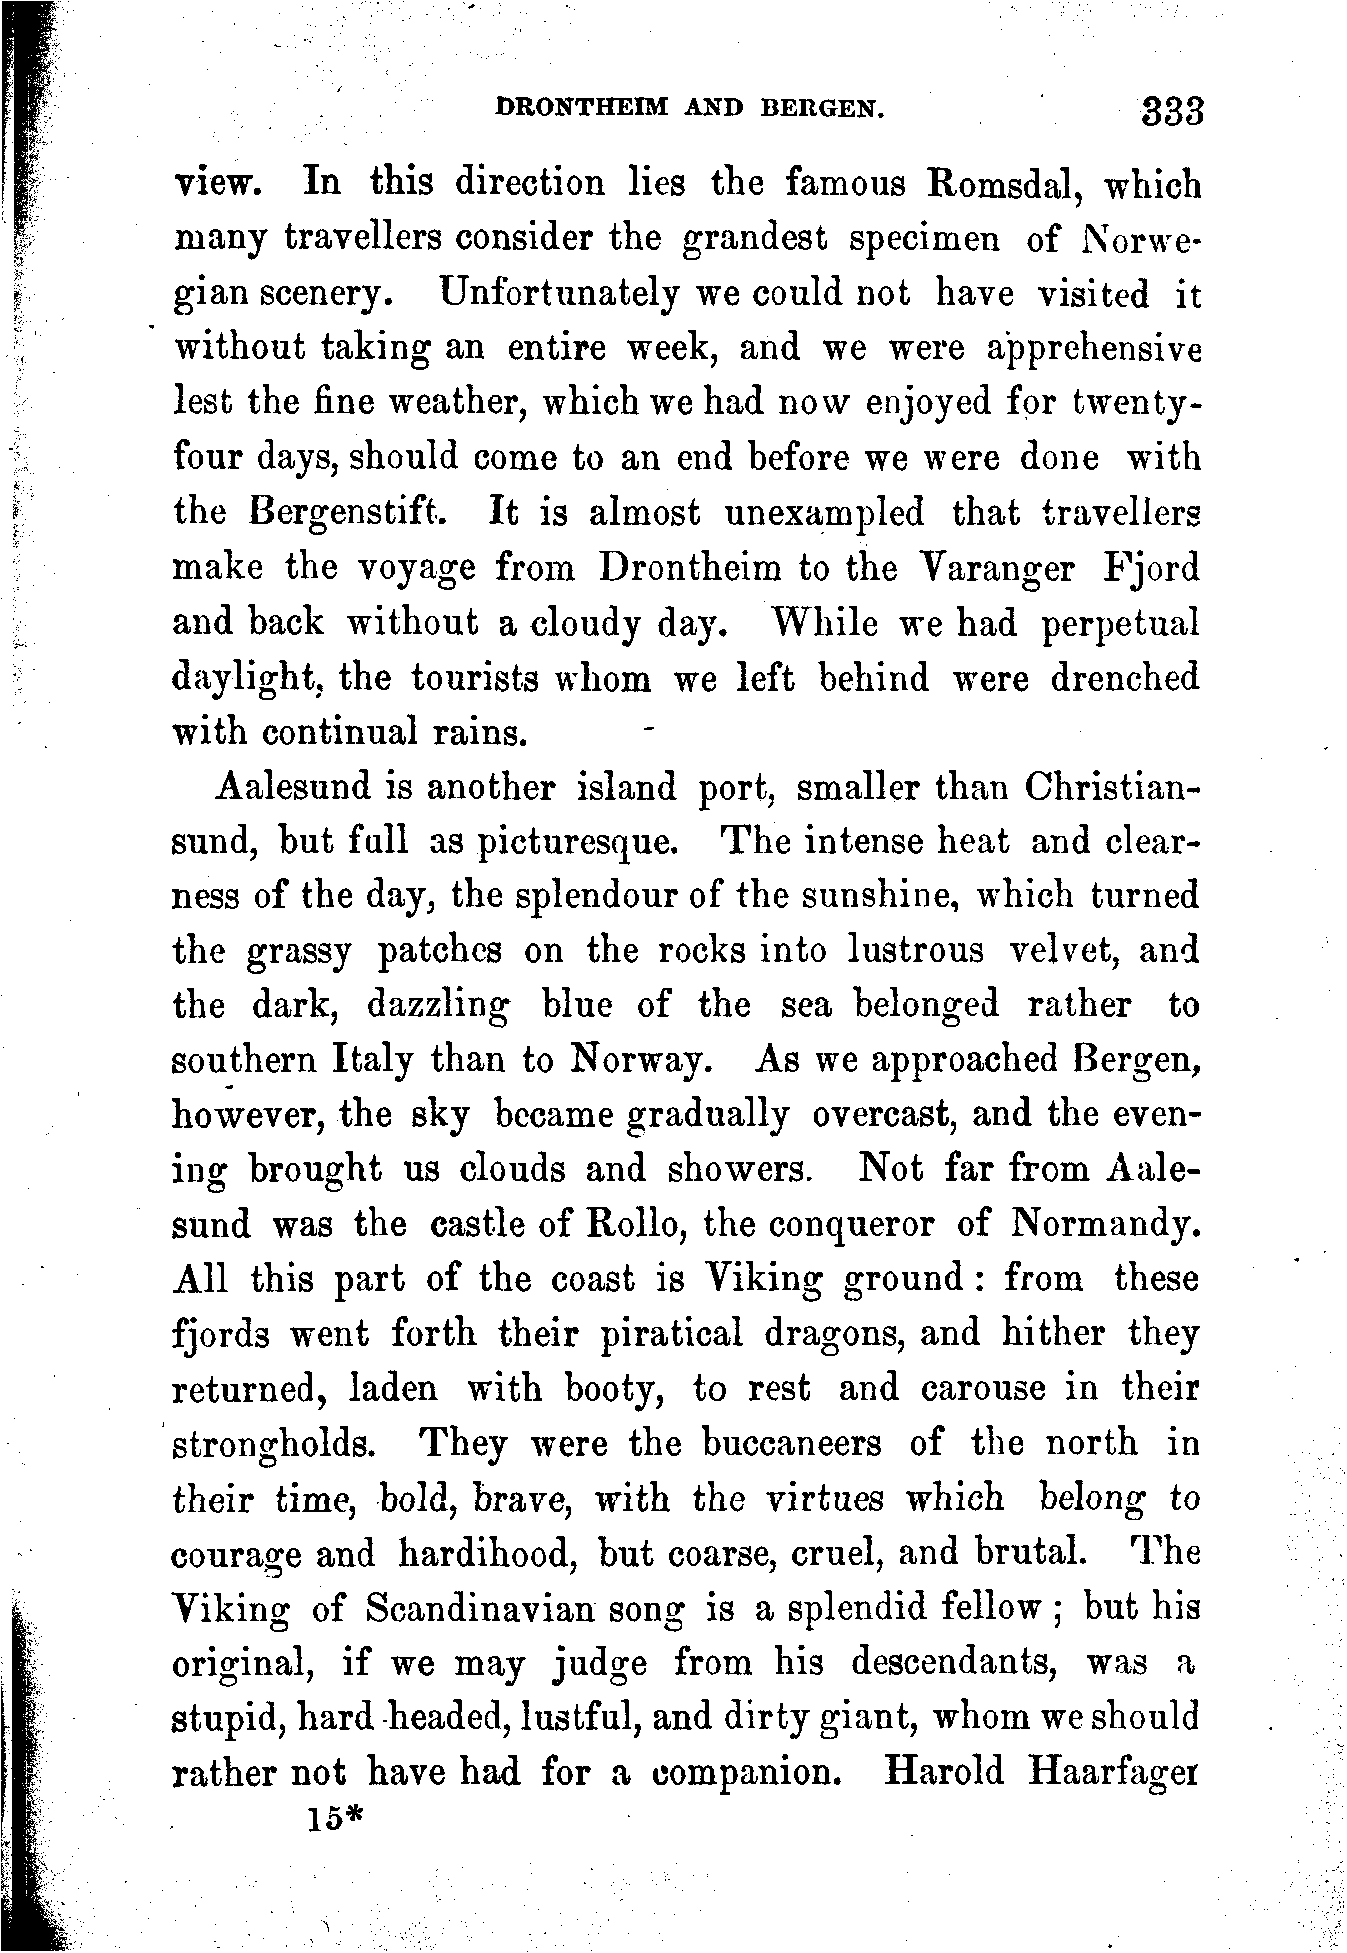 DRONTHEIM AND BERGEN. 333
view. In this direction lies the famous Romsdal, which
many travellers consider the grandest specimen of Norwe-
gian scenery. Unfortunately we could not have visited it
without taking an entire week, and we were apprehensive
lest the fine weather, which we had now enjoyed for twenty-
four days, should come to an end before we were done with
the Bergenstift. It is almost unexampled that travellers
make the voyage from Drontheim to the Varanger Fjord
and back without a cloudy day. While we had perpetual
daylight, the tourists whom we left behind were drenched
with continual rains.
Aalesund is another island port, smaller than Christian-
sund, but full as picturesque. The intense heat and clear-
ness of the day, the splendour of the sunshine, which turned
the grassy patches on the rocks into lustrous velvet, and
the dark, dazzling blue of the sea belonged rather to
southern Italy than to Norway. As we approached Bergen,
however, the sky became gradually overcast, and the even-
ing brought us clouds and showers. Not far from Aale-
sund was the castle of Rollo, the conqueror of Normandy.
All this part of the coast is Viking ground : from these
fjords went forth their piratical dragons, and hither they
returned, laden with booty, to rest and carouse in their
strongholds. They were the buccaneers of the north in
their time, bold, brave, with the virtues which belong to
courage and hardihood, but coarse, cruel, and brutal. The
Viking of Scandinavian song is a splendid fellow ; but his
original, if we may judge from his descendants, was a
stupid, hard-headed, lustful, and dirty giant, whom we should
rather not have had for a companion. Harold Haarfager
15*